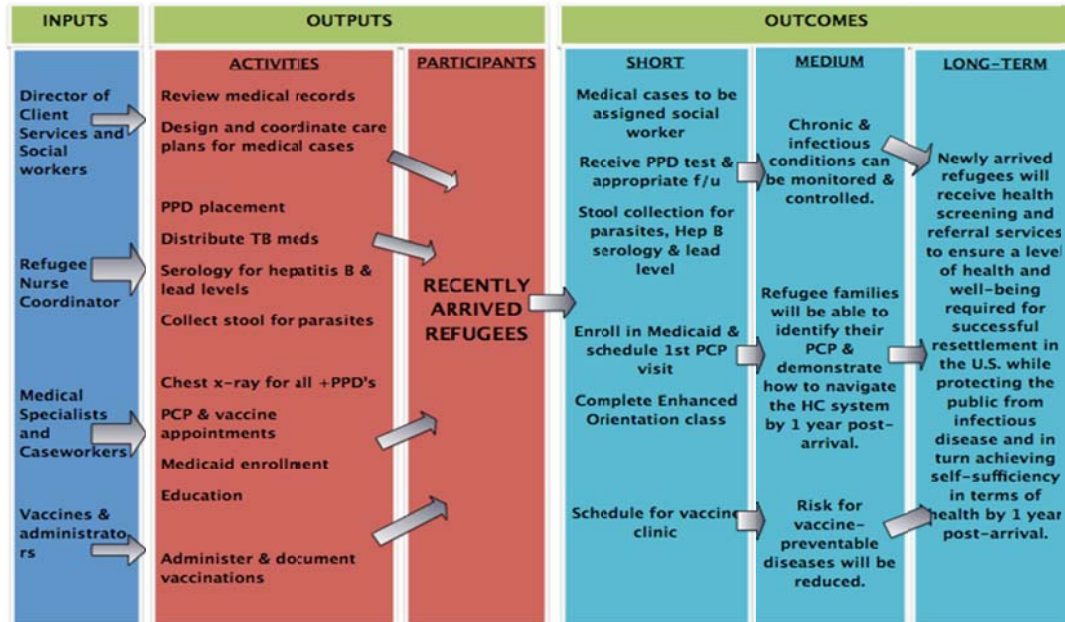 INPUTS
OUTPUTS
OUTCOMES
ACTIVITIES
PARTICIPANTS
SHORT
MEDIUM
LONG-TERM
Director of
Client
Services and
Social
workers
Refugee
Nurse
Coordinator
Medical
Specialists
and
Caseworkers
Vaccines &
administrato
rs
Review medical records
Design and coordinate care
plans for medical cases
PPD placement
Distribute TB meds
Serology for hepatitis B &
lead levels
Collect stool for parasites
Chest x-ray for all +PPD's
PCP & vaccine
appointments
Medicaid enrollment
Education
Administer & document
vaccinations
RECENTLY
ARRIVED
REFUGEES
Medical cases to be
assigned social
worker
Receive PPD test &
appropriate f/u
Stool collection for
parasites, Hep B
serology & lead
level
Enroll in Medicaid &
schedule 1st PCP
visit
Complete Enhanced
Orientation class
Schedule for vaccine
clinic
Chronic &
infectious
conditions can
be monitored &
controlled.
Refugee families
will be able to
identify their
PCP &
demonstrate
how to navigate
the HC system
by 1 year post-
arrival.
Risk for
vaccine-
preventable
diseases will be
reduced.
Newly arrived
refugees will
receive health
screening and
referral services
to ensure a level
of health and
well-being
required for
successful
resettlement in
the U.S. while
protecting the
public from
infectious
disease and in
turn achieving
self-sufficiency
in terms of
health by 1 year
post-arrival.